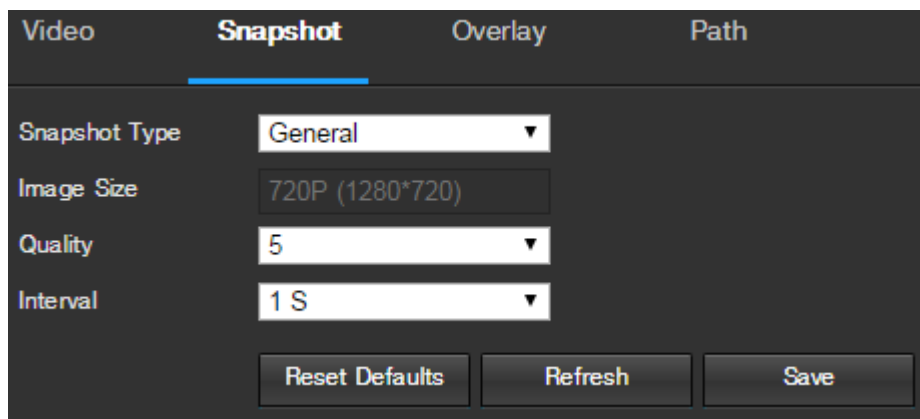 Video Snapshot Overlay Path
Snapshot Type General
Image Size 720P (1280*720)
Quality 5
Interval 1 S
Reset Defaults Refresh Save